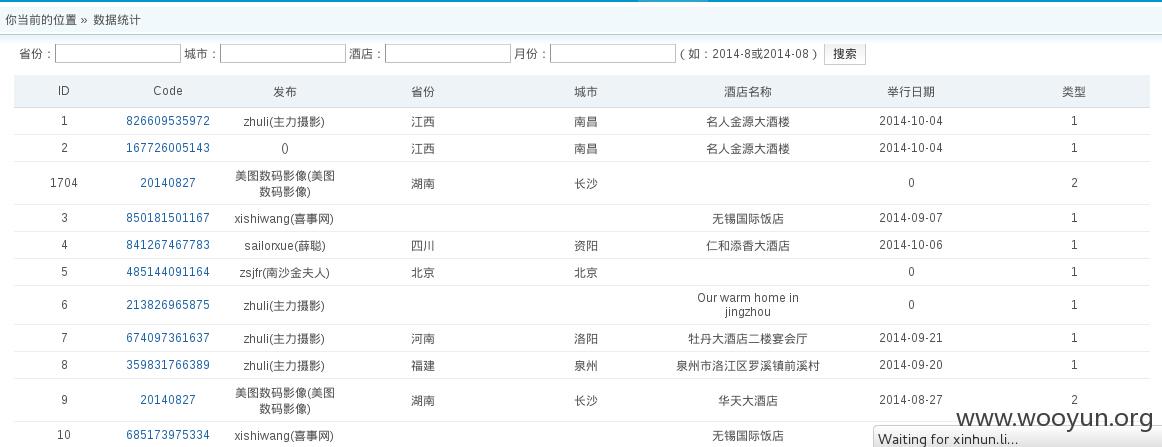 你当前的位置 » 数据统计
省份： 城市： 酒店： 月份： （如：2014-8或2014-08） 搜索
ID Code 发布 省份 城市 酒店名称 举行日期 类型
1 826609535972 zhuli(主力摄影) 江西 南昌 名人金源大酒楼 2014-10-04 1
2 167726005143 () 江西 南昌 名人金源大酒楼 2014-10-04 1
1704 20140827 美图数码影像(美图 湖南 长沙 0 2
数码影像)
3 850181501167 xishiwang(喜事网) 无锡国际饭店 2014-09-07 1
4 841267467783 sailorxue(薛聪) 四川 资阳 仁和添香大酒店 2014-10-06 1
5 485144091164 zsjfr(南沙金夫人) 北京 北京 0 1
6 213826965875 zhuli(主力摄影) Our warm home in 0 1
jingzhou
7 674097361637 zhuli(主力摄影) 河南 洛阳 牡丹大酒店二楼宴会厅 2014-09-21 1
8 359831766389 zhuli(主力摄影) 福建 泉州 泉州市洛江区罗溪镇前溪村 2014-09-20 1
9 20140827 美图数码影像(美图 湖南 长沙 华天大酒店 2014-08-27 2
数码影像)
www.wooyun.org
10 685173975334 xishiwang(喜事网) 无锡国际饭店
Waiting for xinhun.li...